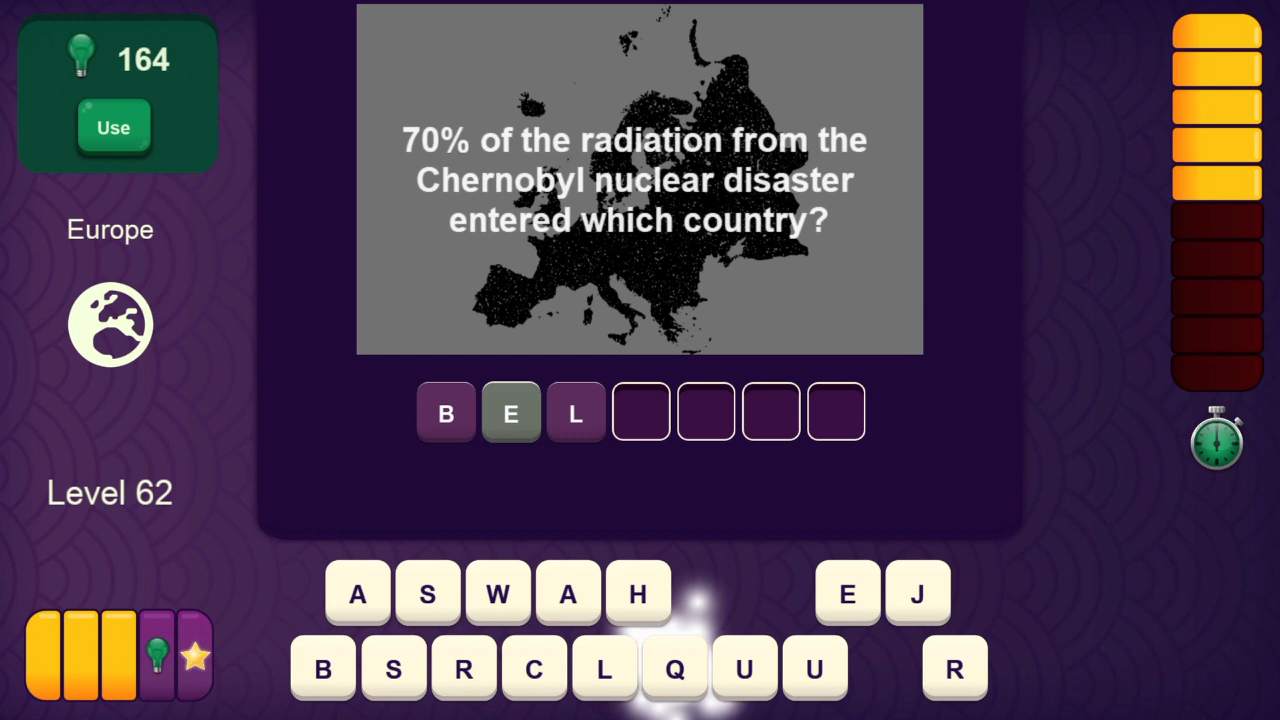 164
Use
Europe
Level 62
70% of the radiation from the
Chernobyl nuclear disaster
entered which country?
B E L
A S W A H E J
B S R C L Q U U R